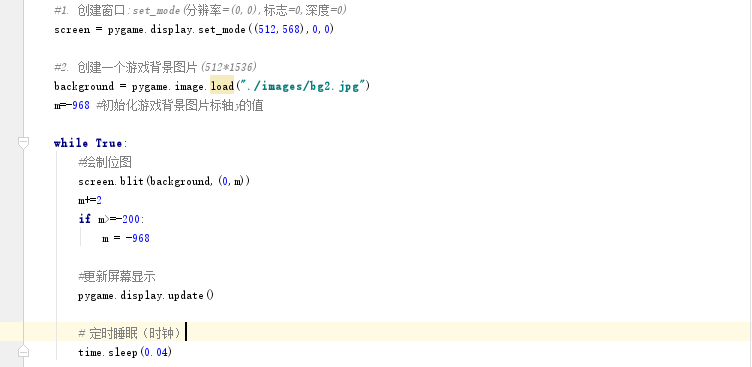 #1. 创建窗口:set_mode(分辨率=(0,0),标志=0,深度=0)
screen = pygame.display.set_mode((512,568),0,0)
#2. 创建一个游戏背景图片(512*1536)
background = pygame.image.load("./images/bg2.jpg")
m=-968 #初始化游戏背景图片标轴y的值
while True:
#绘制位图
screen.blit(background,(0,m))
m+=2
if m>=-200:
m = -968
#更新屏幕显示
pygame.display.update()
# 定时睡眠（时钟）
time.sleep(0.04)